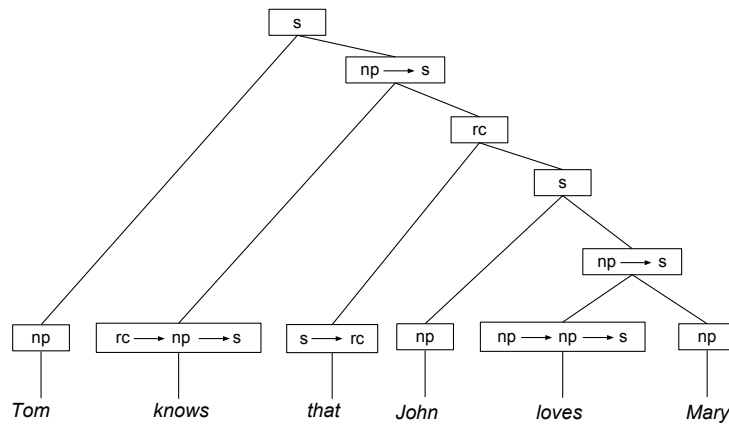 s
np → s
rc
s
np → s
np rc → np → s s → rc np np → np → s np
Tom knows that John loves Mary